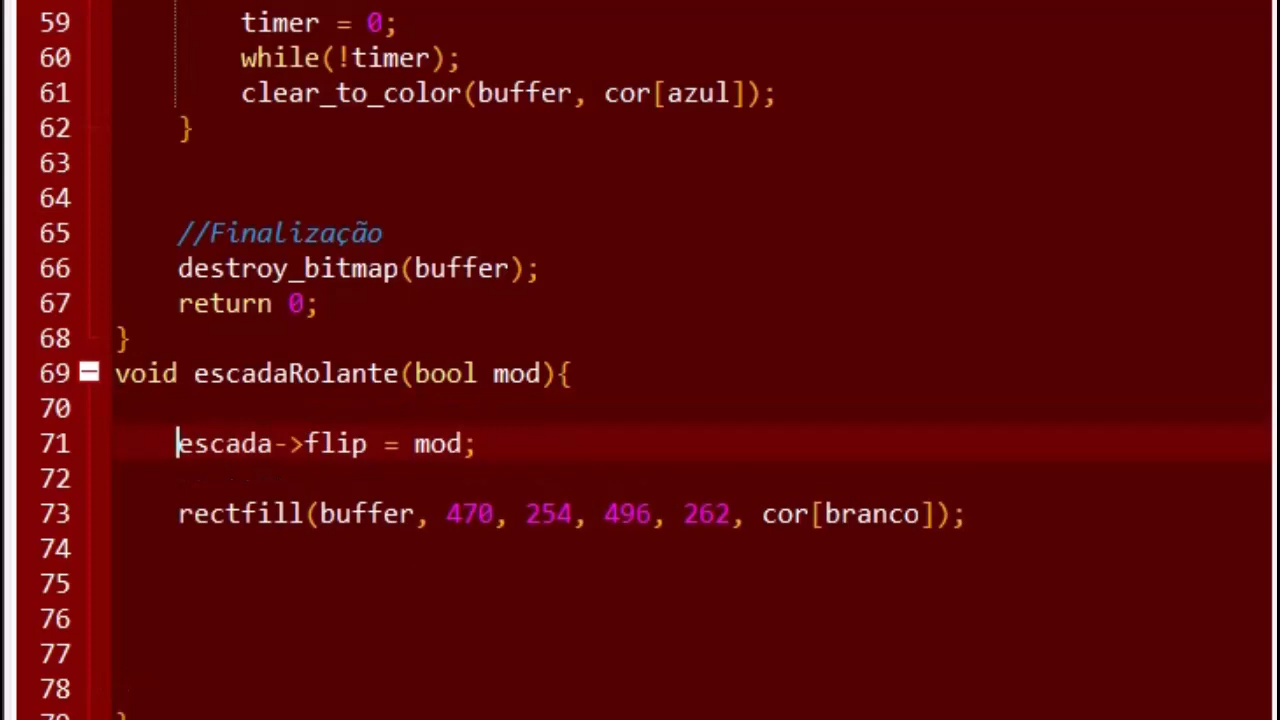 59 timer = 0;
60 while(!timer);
61 clear_to_color(buffer, cor[azul]);
62 }
63
64
65 //Finalização
66 destroy_bitmap(buffer);
67 return 0;
68 }
69 void escadaRolante(bool mod){
70
71 escada->flip = mod;
72
73 rectfill(buffer, 470, 254, 496, 262, cor[branco]);
74
75
76
77
78
79 }